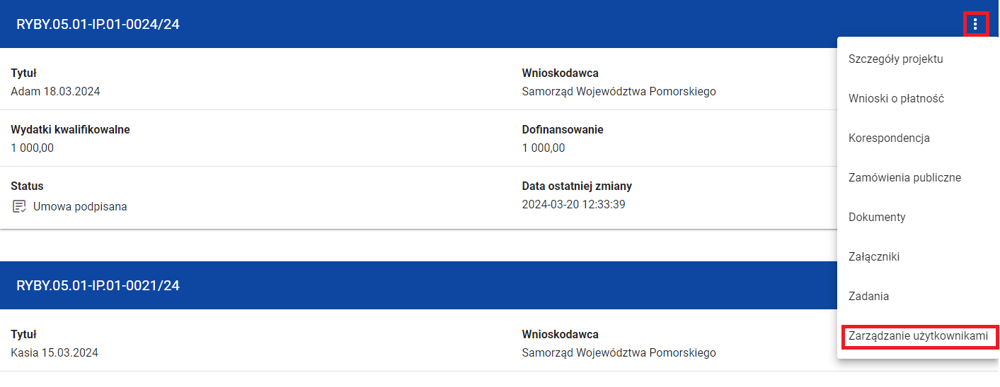 RYBY.05.01-IP.01-0024/24
Tytuł
Adam 18.03.2024
Wnioskodawca
Samorząd Województwa Pomorskiego
Wydatki kwalifikowalne
1 000,00
Dofinansowanie
1 000,00
Status
Umowa podpisana
Data ostatniej zmiany
2024-03-20 12:33:39
Szczegóły projektu
Wnioski o płatność
Korespondencja
Zamówienia publiczne
Dokumenty
Załączniki
Zadania
Zarządzanie użytkownikami
RYBY.05.01-IP.01-0021/24
Tytuł
Kasia 15.03.2024
Wnioskodawca
Samorząd Województwa Pomorskiego